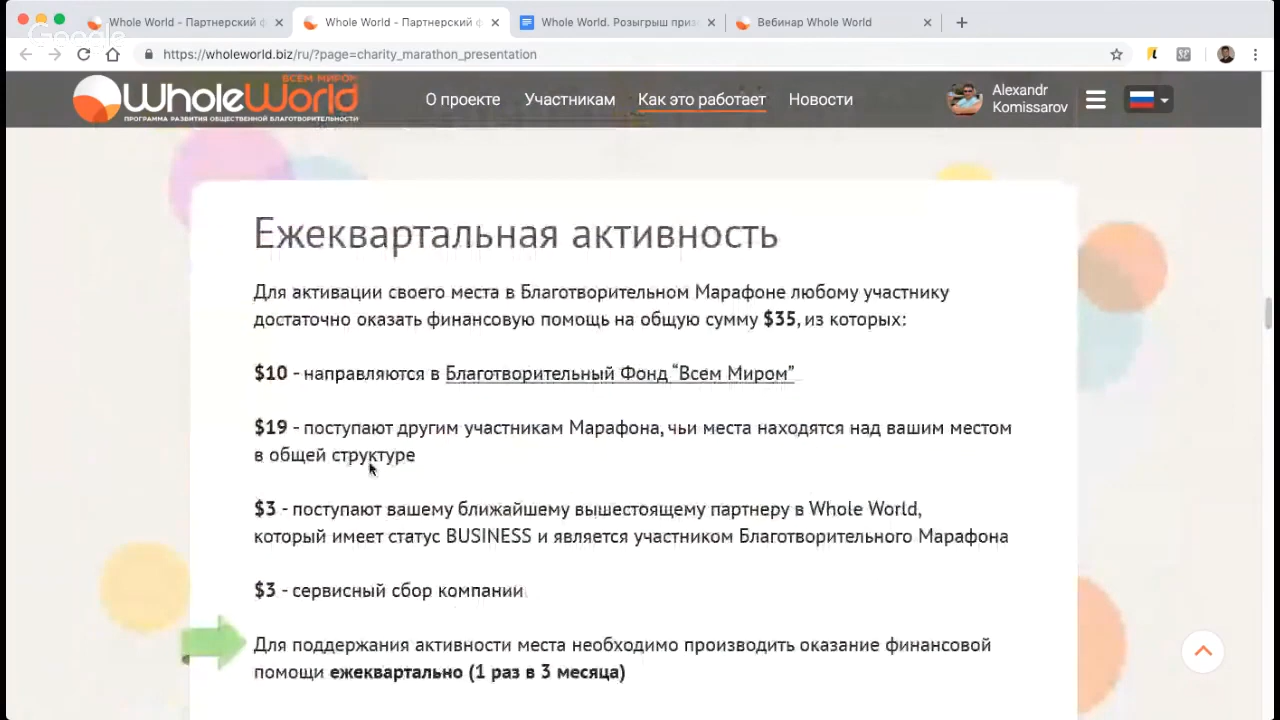 Google
Whole World - Партнерский ф
Whole World - Партнерский ф
Whole World. Розыгрыш приз
Вебинар Whole World
https://wholeworld.biz/ru/?page=charity_marathon_presentation
ВСЕМ МИРОМ
WholeWorld
ПРОГРАММА РАЗВИТИЯ ОБЩЕСТВЕННОЙ БЛАГОТВОРИТЕЛЬНОСТИ
О проекте
Участникам
Как это работает
Новости
Alexandr
Komissarov
Ежеквартальная активность
Для активации своего места в Благотворительном Марафоне любому участнику
достаточно оказать финансовую помощь на общую сумму $35, из которых:
$10 - направляются в Благотворительный Фонд “Всем Миром”
$19 - поступают другим участникам Марафона, чьи места находятся над вашим местом
в общей структуре
$3 - поступают вашему ближайшему вышестоящему партнеру в Whole World,
который имеет статус BUSINESS и является участником Благотворительного Марафона
$3 - сервисный сбор компании
Для поддержания активности места необходимо производить оказание финансовой
помощи ежеквартально (1 раз в 3 месяца)